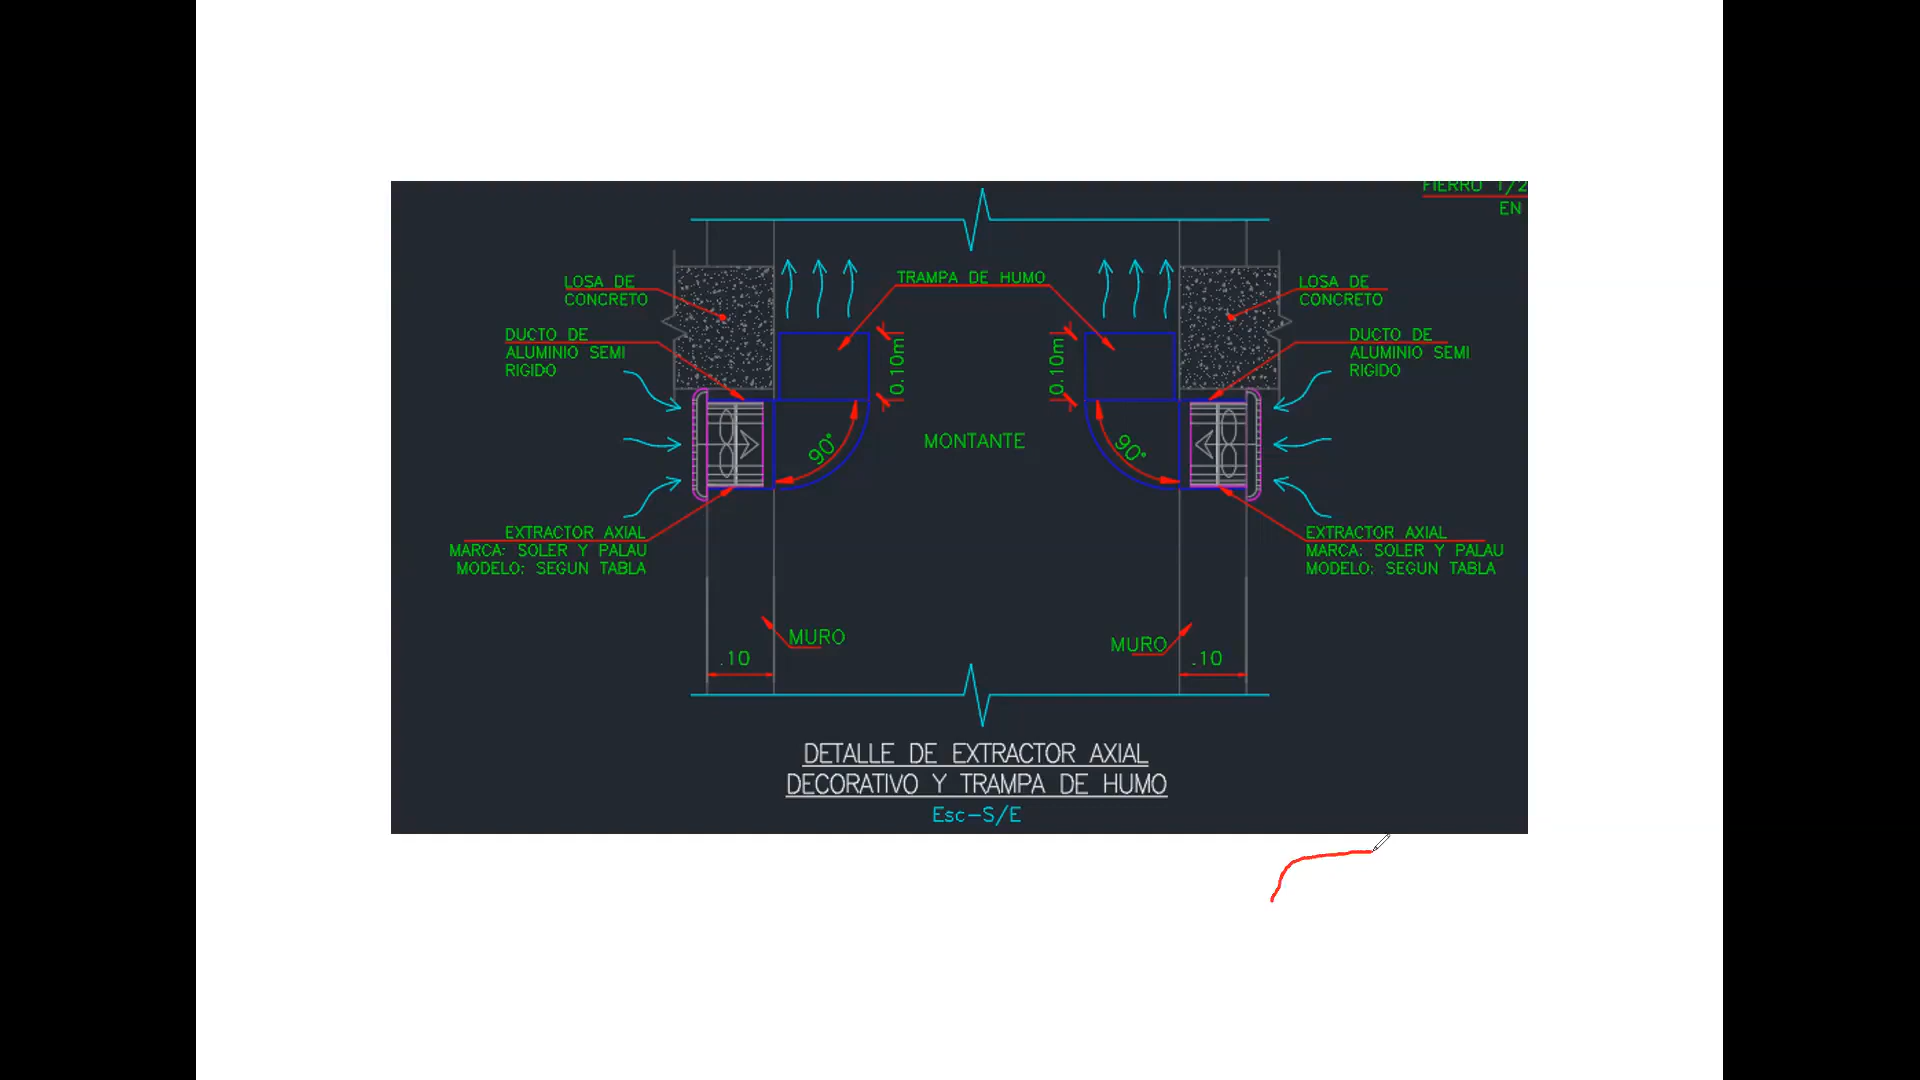 FIERRO 1/2
EN
TRAMPA DE HUMO
LOSA DE
CONCRETO
LOSA DE
CONCRETO
DUCTO DE
ALUMINIO SEMI
RIGIDO
DUCTO DE
ALUMINIO SEMI
RIGIDO
0.10m
0.10m
90°
MONTANTE
90°
EXTRACTOR AXIAL
MARCA: SOLER Y PALAU
MODELO: SEGUN TABLA
EXTRACTOR AXIAL
MARCA: SOLER Y PALAU
MODELO: SEGUN TABLA
MURO
MURO
.10
.10
DETALLE DE EXTRACTOR AXIAL
DECORATIVO Y TRAMPA DE HUMO
Esc-S/E